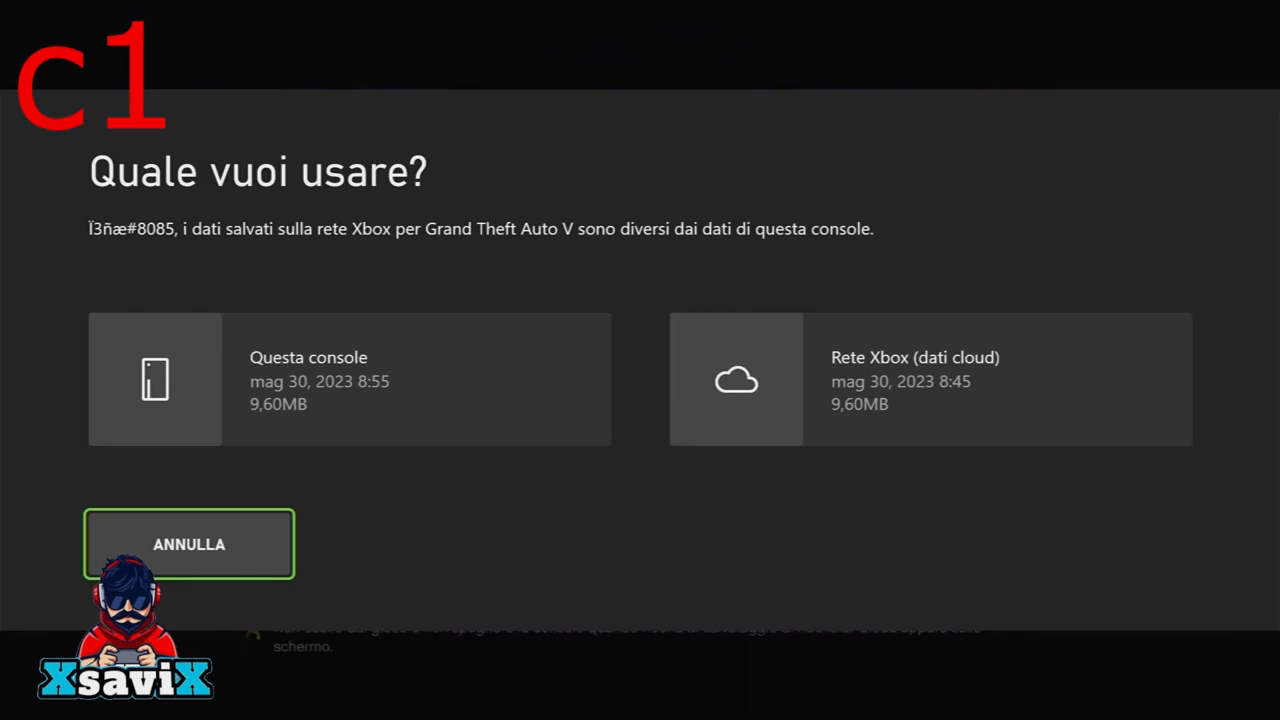 c1
Quale vuoi usare?
Ï3ñæ#8085, i dati salvati sulla rete Xbox per Grand Theft Auto V sono diversi dai dati di questa console.
Questa console
mag 30, 2023 8:55
9,60MB
Rete Xbox (dati cloud)
mag 30, 2023 8:45
9,60MB
ANNULLA
schermo.
XsaviX